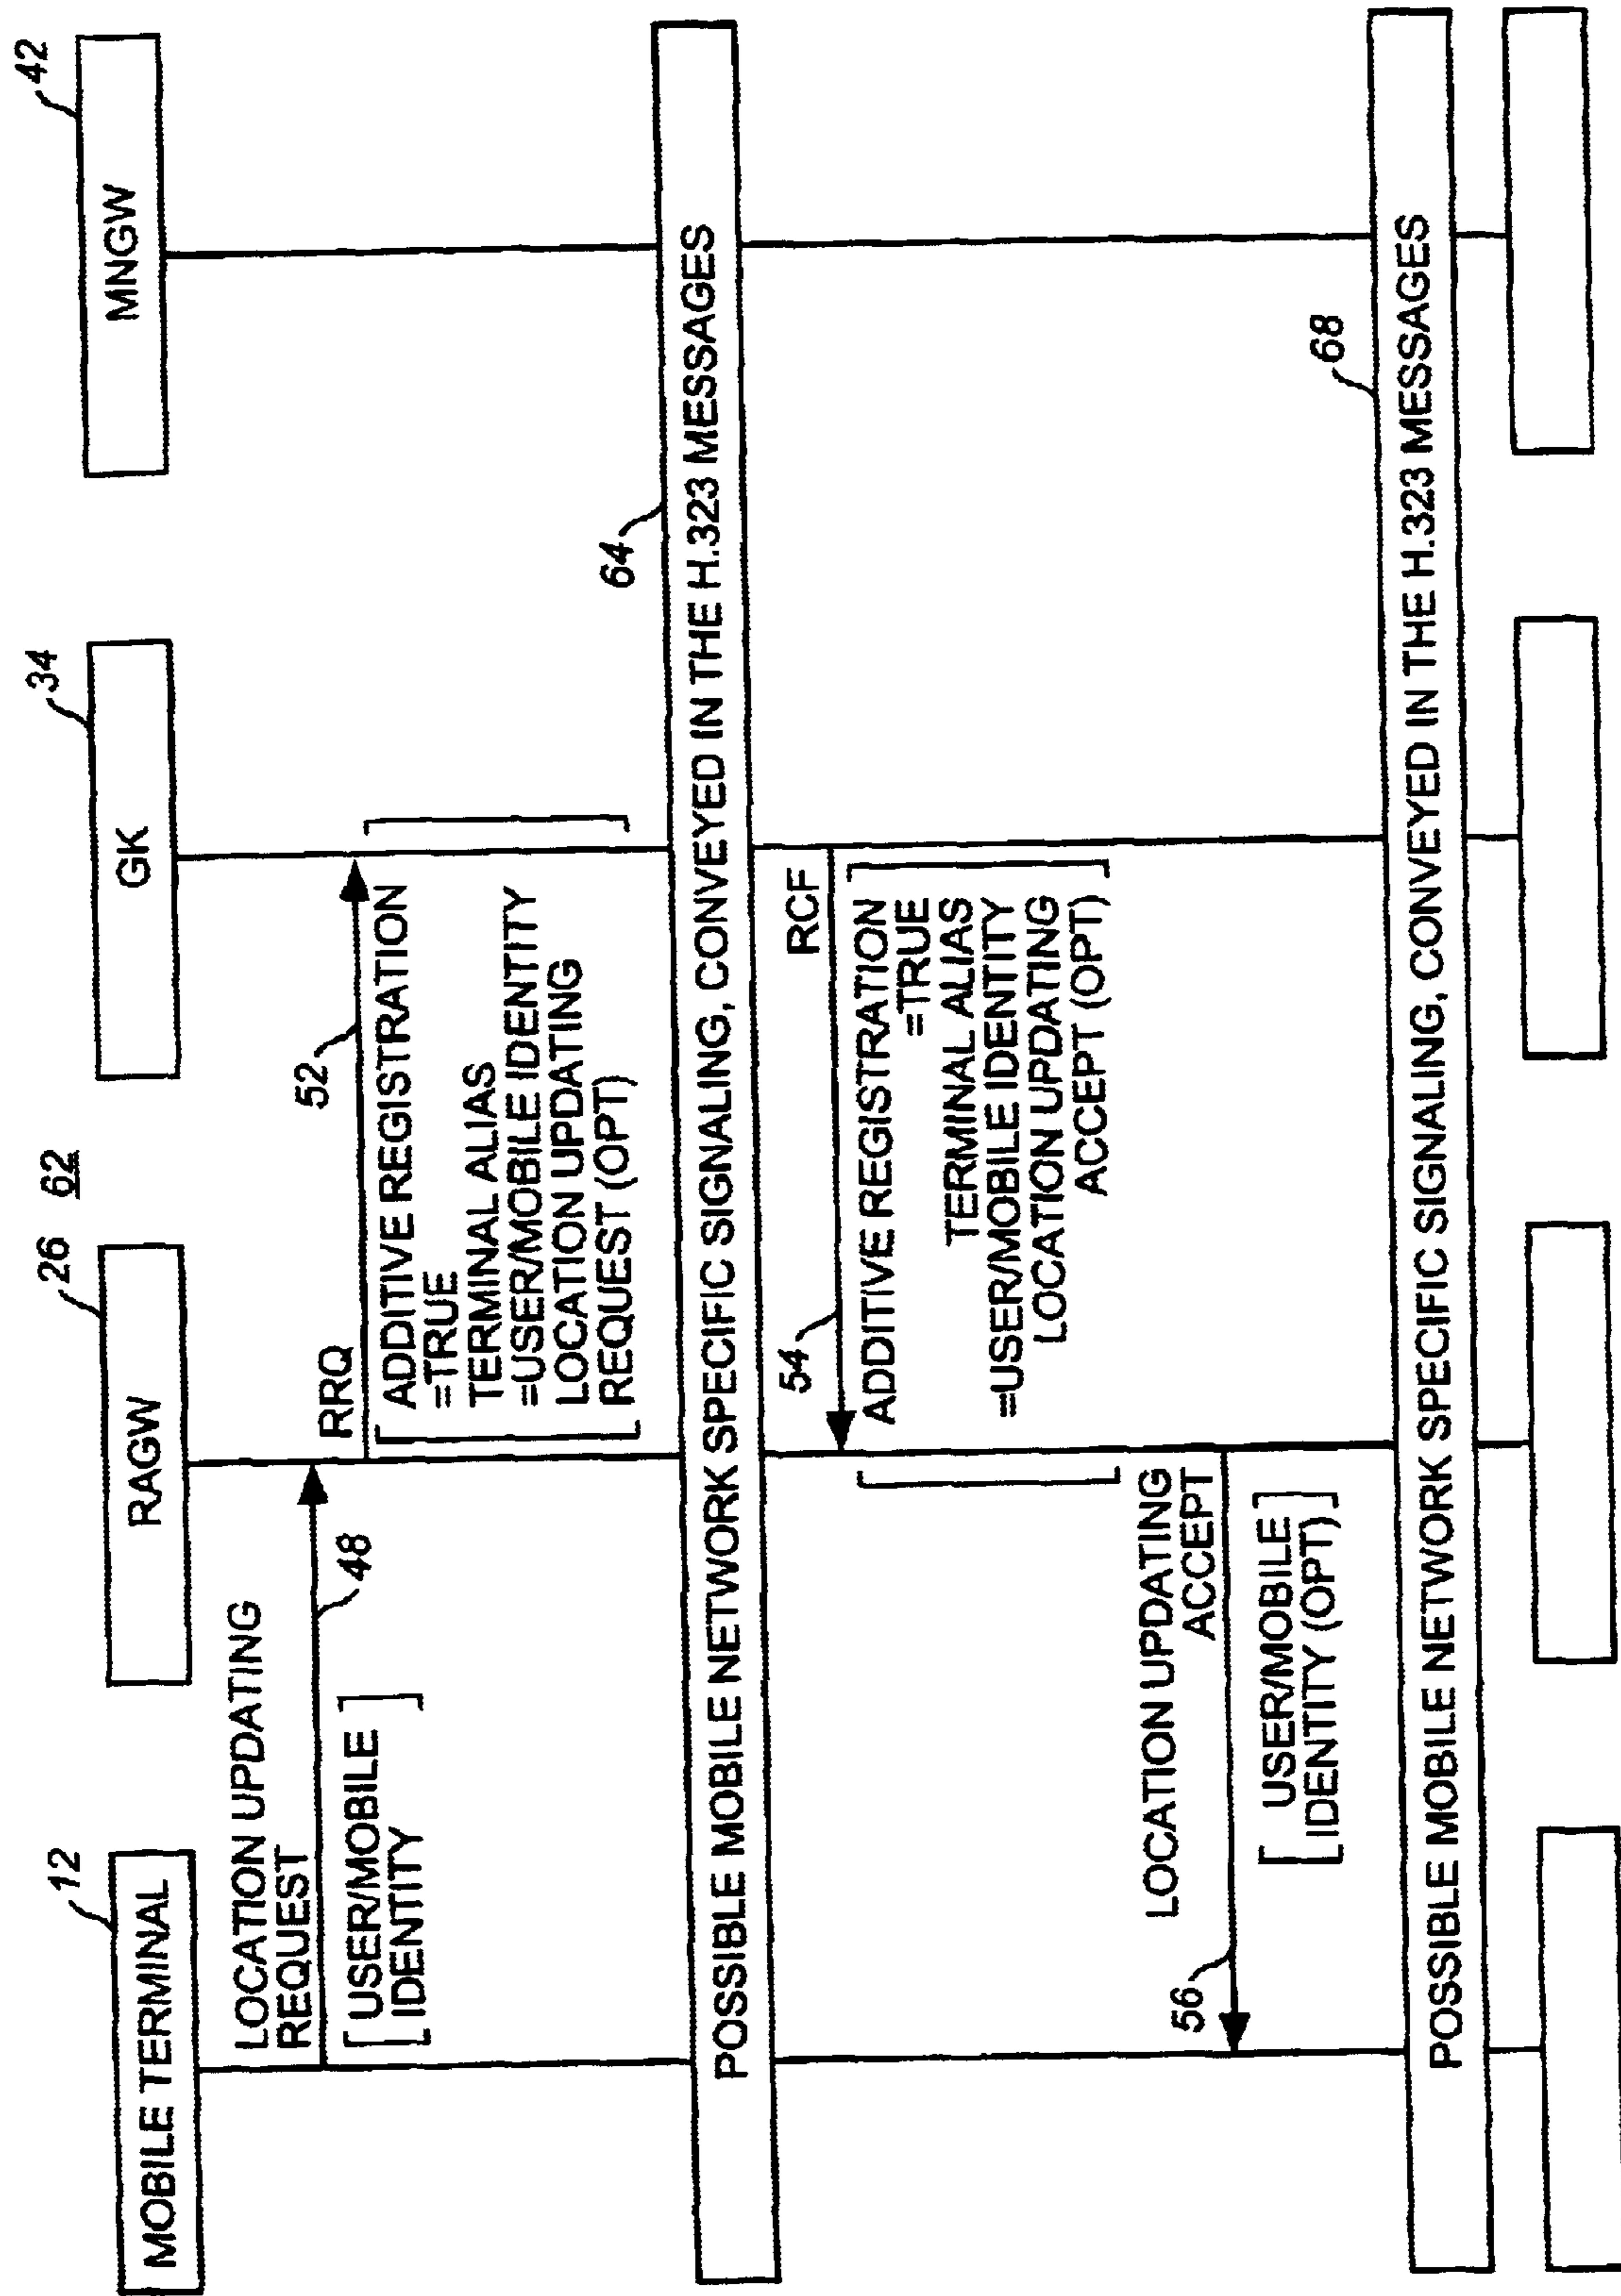 62
12
26
34
42
MOBILE TERMINAL
RAGW
GK
MNGW
LOCATION UPDATING
REQUEST
48
[USER/MOBILE]
IDENTITY
RRQ
52
ADDITIVE REGISTRATION
=TRUE
TERMINAL ALIAS
=USER/MOBILE IDENTITY
LOCATION UPDATING
REQUEST (OPT)
64
POSSIBLE MOBILE NETWORK SPECIFIC SIGNALING, CONVEYED IN THE H.323 MESSAGES
RCF
54
ADDITIVE REGISTRATION
=TRUE
TERMINAL ALIAS
=USER/MOBILE IDENTITY
LOCATION UPDATING
ACCEPT (OPT)
LOCATION UPDATING
ACCEPT
56
[USER/MOBILE]
IDENTITY (OPT)
68
POSSIBLE MOBILE NETWORK SPECIFIC SIGNALING, CONVEYED IN THE H.323 MESSAGES